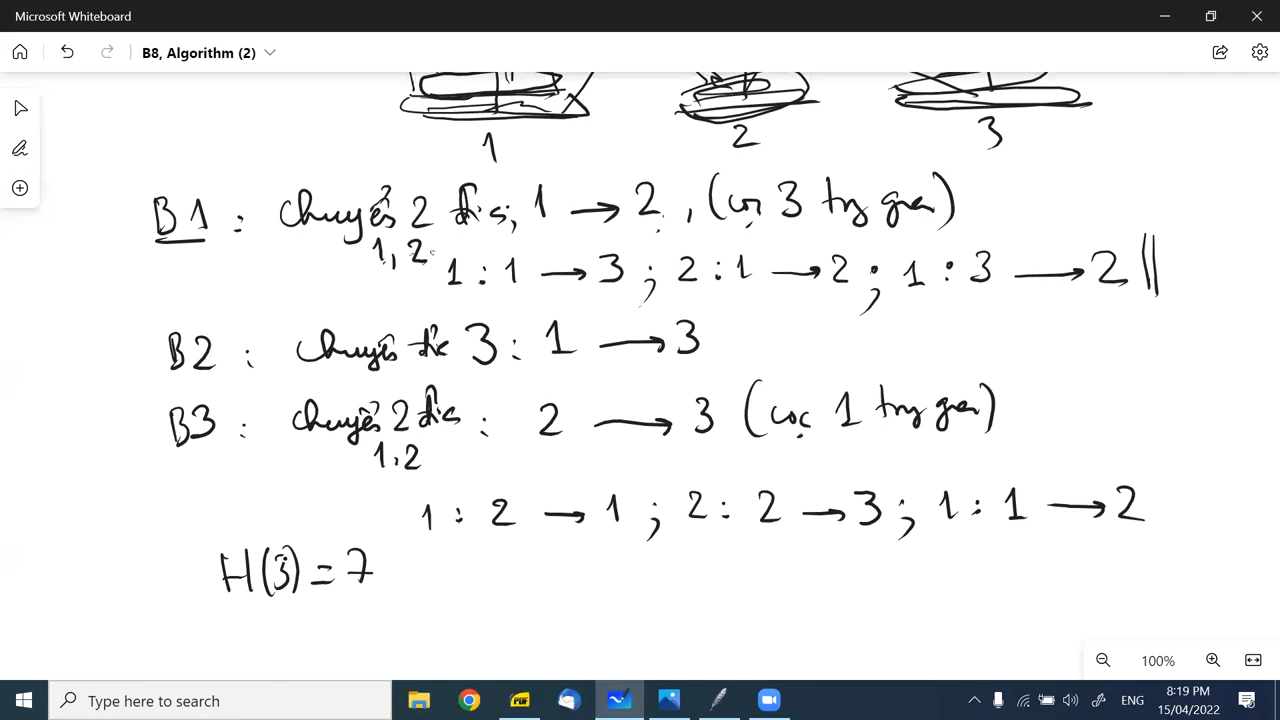 Microsoft Whiteboard
B8, Algorithm (2)
1 2 3
B1 : chuyển 2 đĩa; 1 → 2, (cọc 3 try gian)
1, 2
1 : 1 → 3 ; 2 : 1 → 2 ; 1 : 3 → 2 ||
B2 : chuyển đĩa 3 : 1 → 3
B3 : chuyển 2 đĩa : 2 → 3 (cọc 1 try gian)
1,2
1 : 2 → 1 ; 2 : 2 → 3 ; 1 : 1 → 2
H(3) = 7
100%
Type here to search
PDF
ENG
8:19 PM
15/04/2022